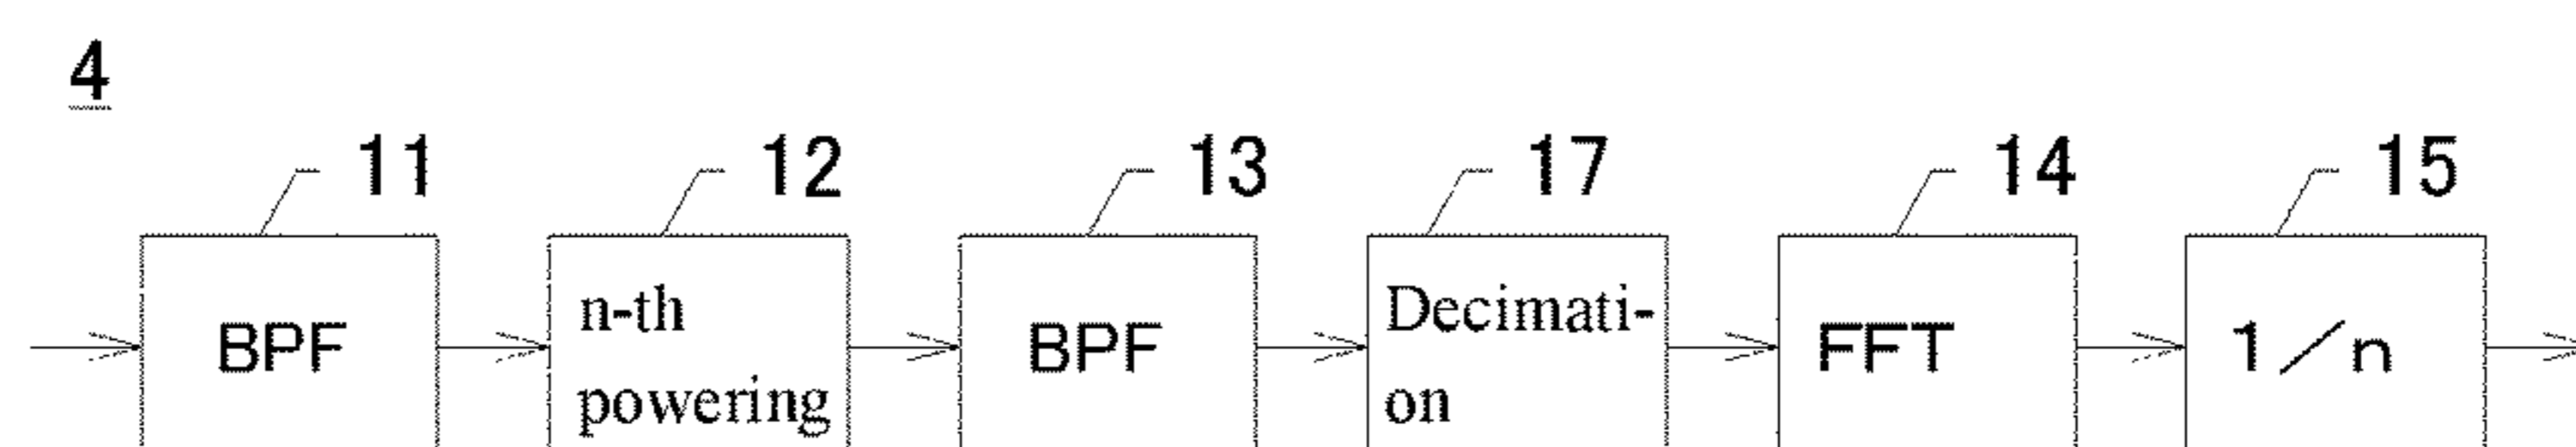 4
11 12 13 17 14 15
BPF
n-th
powering
BPF
Decimati-
on
FFT
1/n